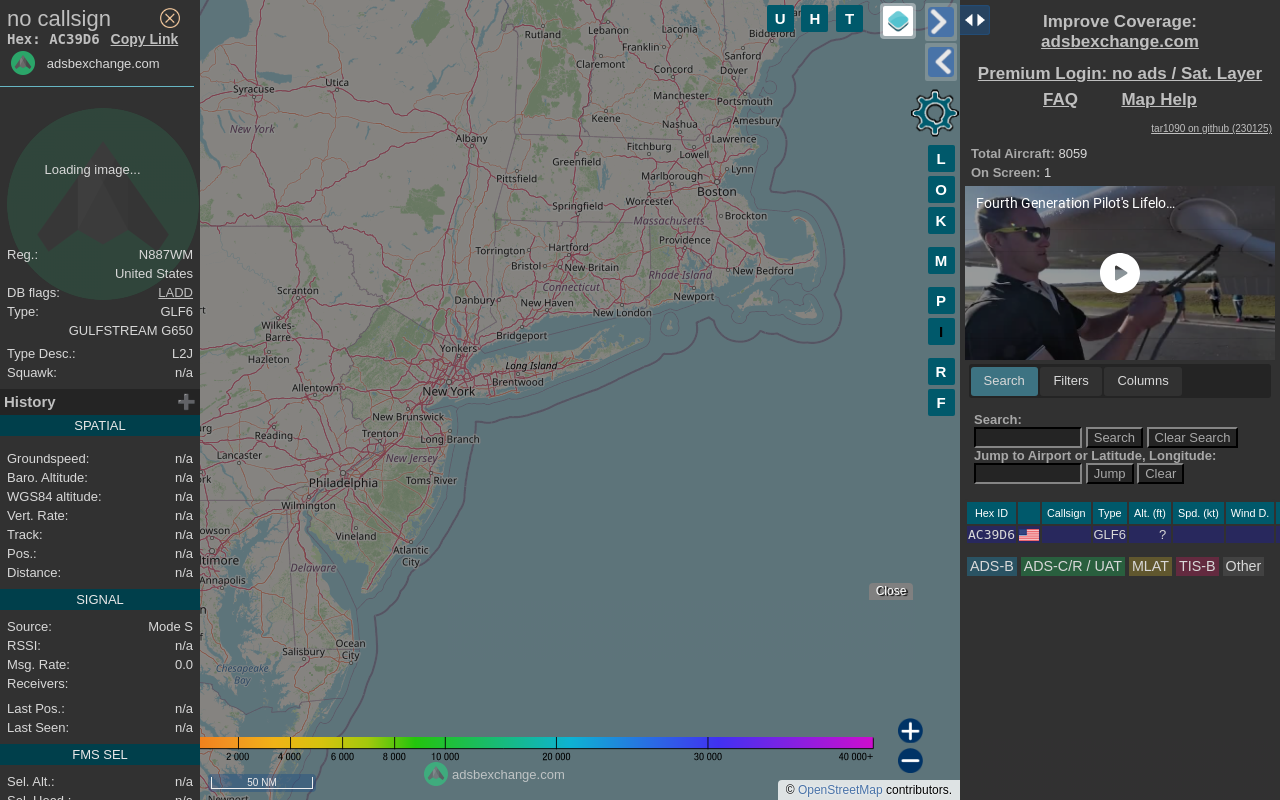 no callsign
Hex: AC39D6 Copy Link
adsbexchange.com
Loading image...
Reg.: N887WM
United States
DB flags: LADD
Type: GLF6
GULFSTREAM G650
Type Desc.: L2J
Squawk: n/a
History
SPATIAL
Groundspeed: n/a
Baro. Altitude: n/a
WGS84 altitude: n/a
Vert. Rate: n/a
Track: n/a
Pos.: n/a
Distance: n/a
SIGNAL
Source: Mode S
RSSI: n/a
Msg. Rate: 0.0
Receivers:
Last Pos.: n/a
Last Seen: n/a
FMS SEL
Sel. Alt.: n/a
U H T
L
O
K
M
P
I
R
F
Rutland
Lebanon
Laconia
Biddeford
Franklin
Claremont
Sanford
Concord
Dover
Utica
Syracuse
Manchester
Portsmouth
Keene
Nashua
Amesbury
New York
Albany
Fitchburg
Lawrence
Greenfield
Lowell
Pittsfield
Marlborough
Lynn
Worcester
Boston
Springfield
Massachusetts
Brockton
Providence
Torrington
Hartford
Bristol
New Britain
Rhode Island
New Bedford
Connecticut
Scranton
Danbury
New Haven
Newport
New London
Wilkes-
Barre
Bridgeport
Yonkers
Hazleton
Long Island
Allentown
Brentwood
New York
New Brunswick
Reading
Trenton
Long Branch
Lancaster
New Jersey
Philadelphia
Toms River
Wilmington
Vineland
Atlantic
City
Annapolis
Delaware
Ocean
City
Salisbury
Chesapeake
Bay
Close
2 000 4 000 6 000 8 000 10 000 20 000 30 000 40 000+
adsbexchange.com
50 NM
© OpenStreetMap contributors.
Improve Coverage:
adsbexchange.com
Premium Login: no ads / Sat. Layer
FAQ Map Help
tar1090 on github (230125)
Total Aircraft: 8059
On Screen: 1
Fourth Generation Pilot's Lifelo...
Search Filters Columns
Search:
Search Clear Search
Jump to Airport or Latitude, Longitude:
Jump Clear
Hex ID Callsign Type Alt. (ft) Spd. (kt) Wind D.
AC39D6 GLF6 ?
ADS-B ADS-C/R / UAT MLAT TIS-B Other